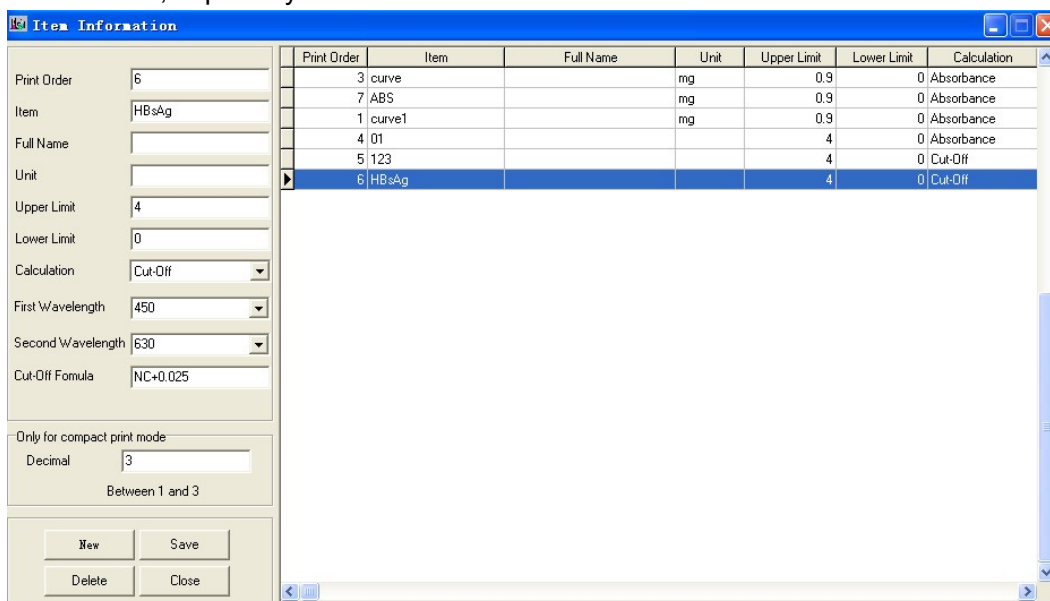 Item Information
Print Order 6
Item HBsAg
Full Name
Unit
Upper Limit 4
Lower Limit 0
Calculation Cut-Off
First Wavelength 450
Second Wavelength 630
Cut-Off Fomula NC+0.025
Only for compact print mode
Decimal 3
Between 1 and 3
New Save
Delete Close
Print Order Item Full Name Unit Upper Limit Lower Limit Calculation
3 curve mg 0.9 0 Absorbance
7 ABS mg 0.9 0 Absorbance
1 curve1 mg 0.9 0 Absorbance
4 01 4 0 Absorbance
5 123 4 0 Cut-Off
6 HBsAg 4 0 Cut-Off